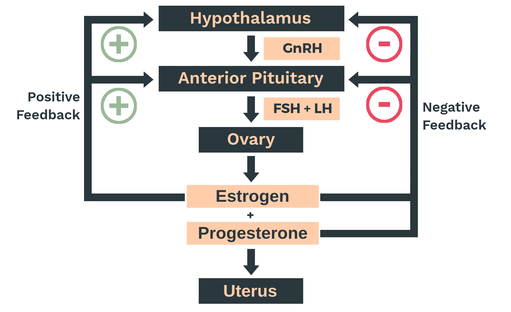 Hypothalamus
GnRH
Anterior Pituitary
Positive
Feedback
FSH + LH
Negative
Feedback
Ovary
Estrogen
+
Progesterone
Uterus